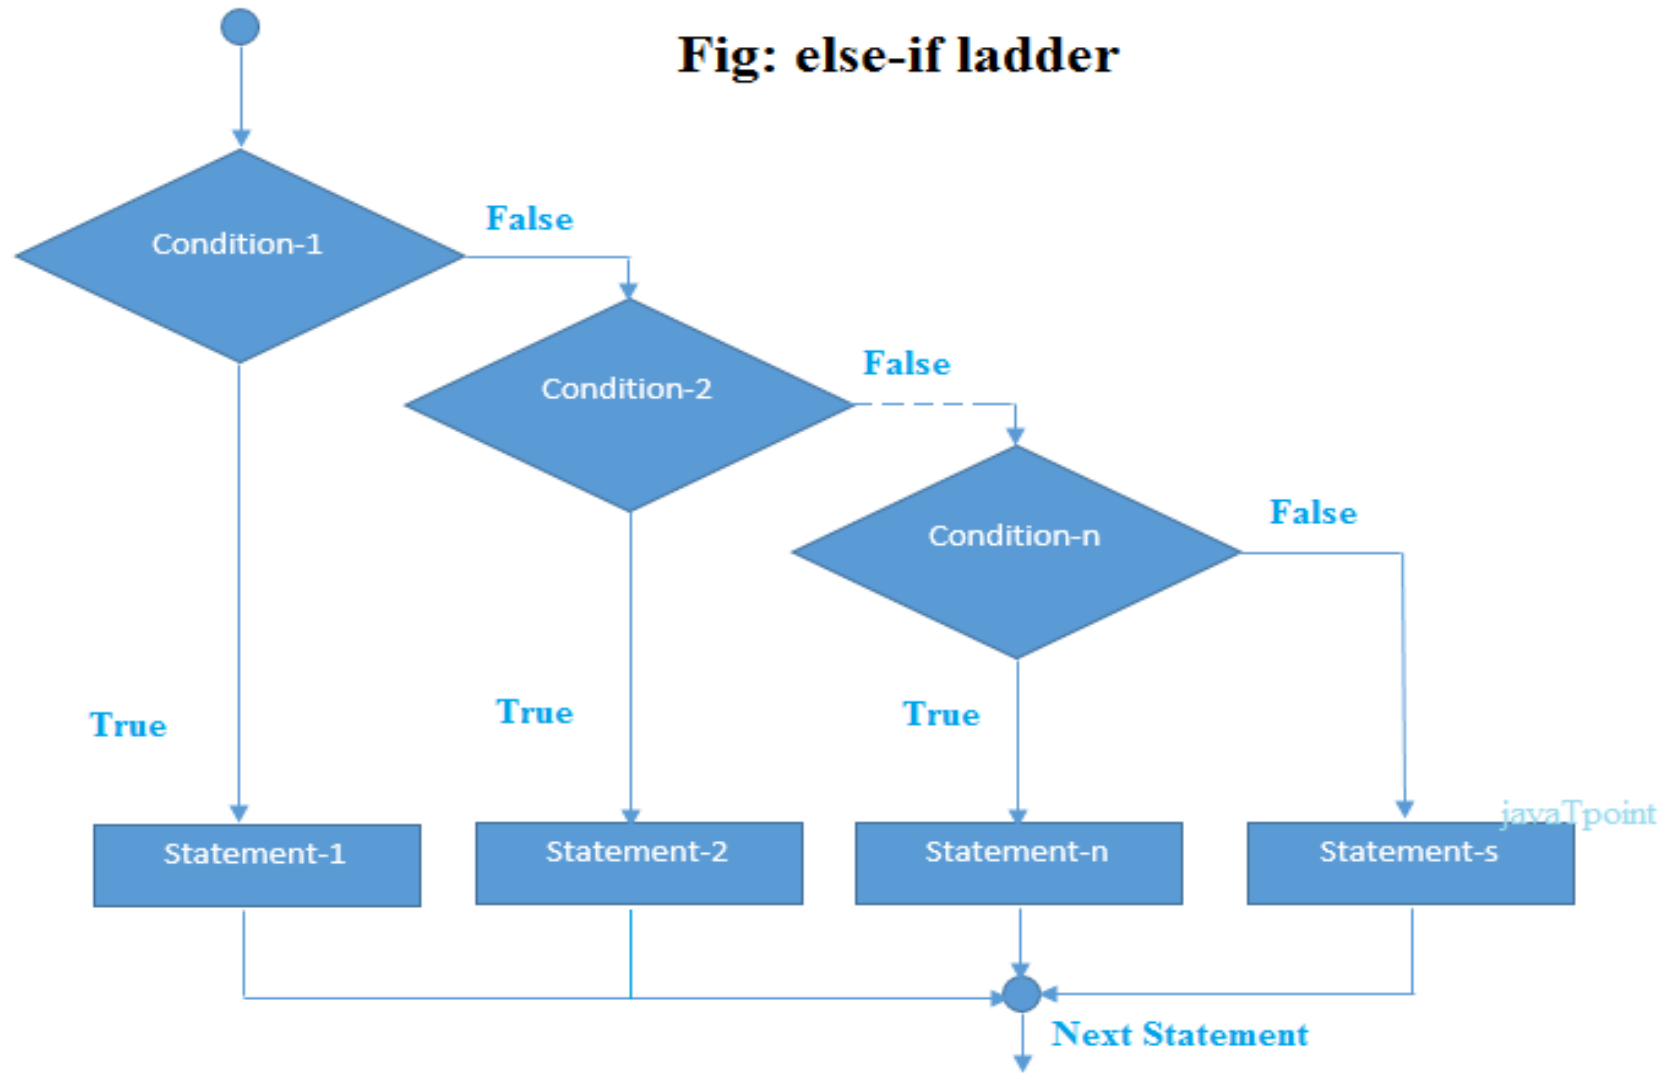 Fig: else-if ladder
Condition-1
False
Condition-2
False
Condition-n
False
True
True
True
Statement-1
Statement-2
Statement-n
Statement-s
javaTpoint
Next Statement